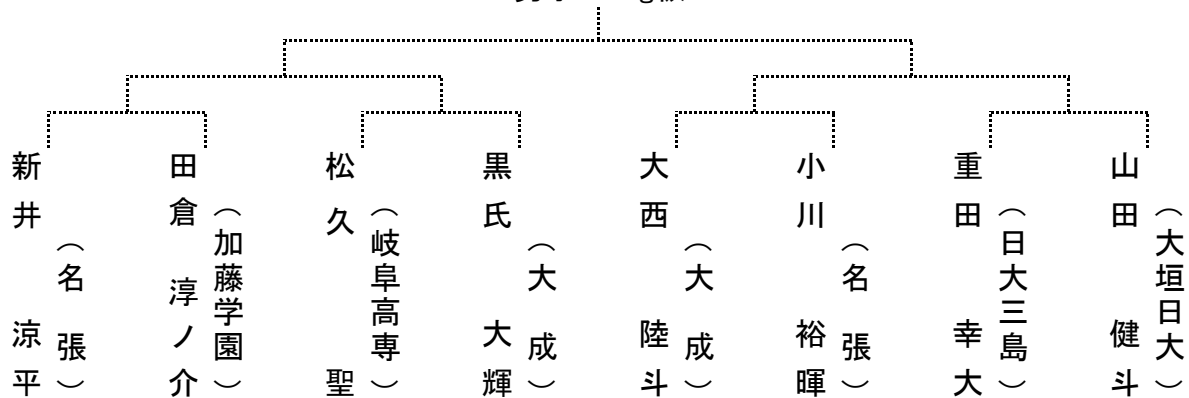 新井 涼平
（名張）
田倉 淳ノ介
（加藤学園）
松久 聖
（岐阜高専）
黒氏 大輝
（大成）
大西 陸斗
（大成）
小川 裕暉
（名張）
重田 幸大
（日大三島）
山田 健斗
（大垣日大）